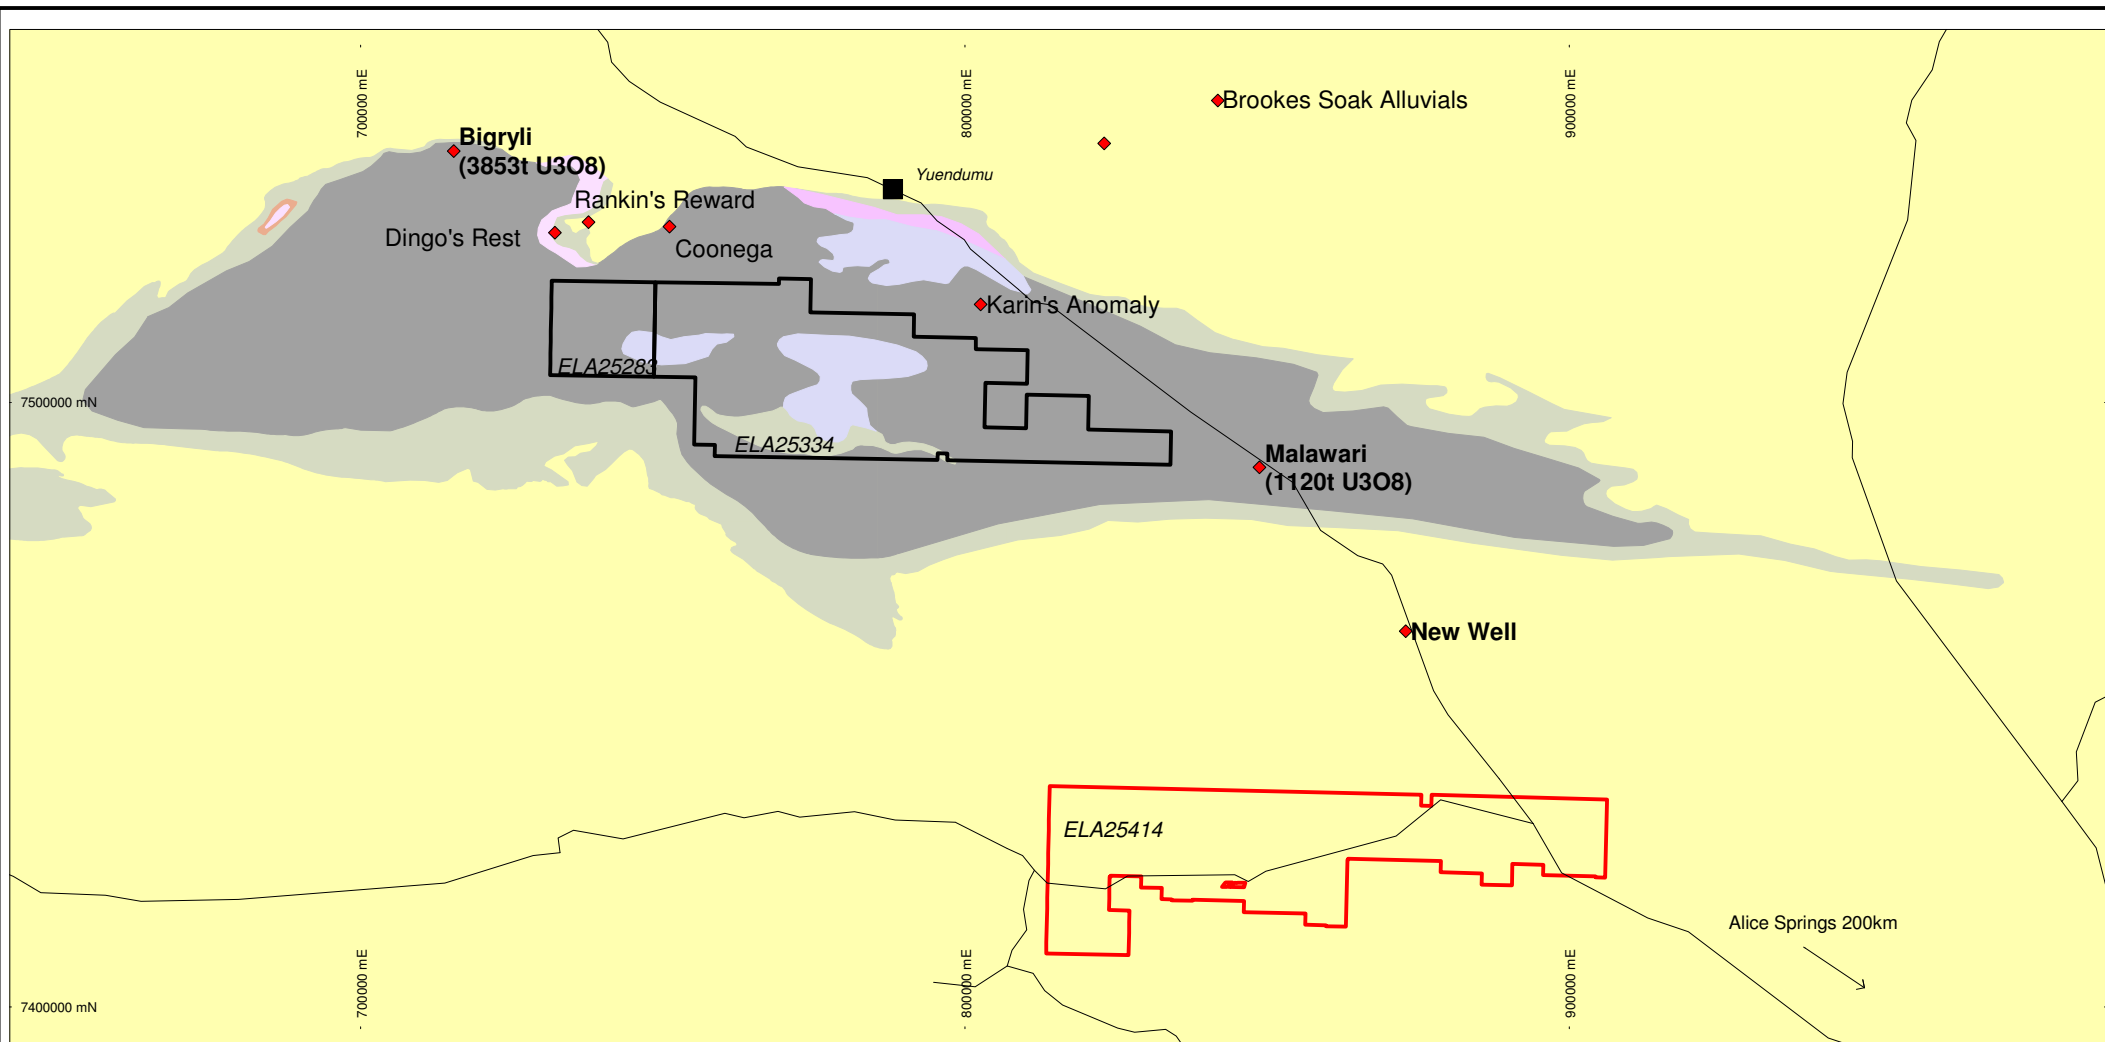 700000 mE
800000 mE
900000 mE
Brookes Soak Alluvials
Bigryli
(3853t U3O8)
Yuendumu
Rankin's Reward
Dingo's Rest
Coonega
Karin's Anomaly
ELA25283
7500000 mN
ELA25334
Malawari
(1120t U3O8)
New Well
ELA25414
Alice Springs 200km
700000 mE
800000 mE
900000 mE
7400000 mN